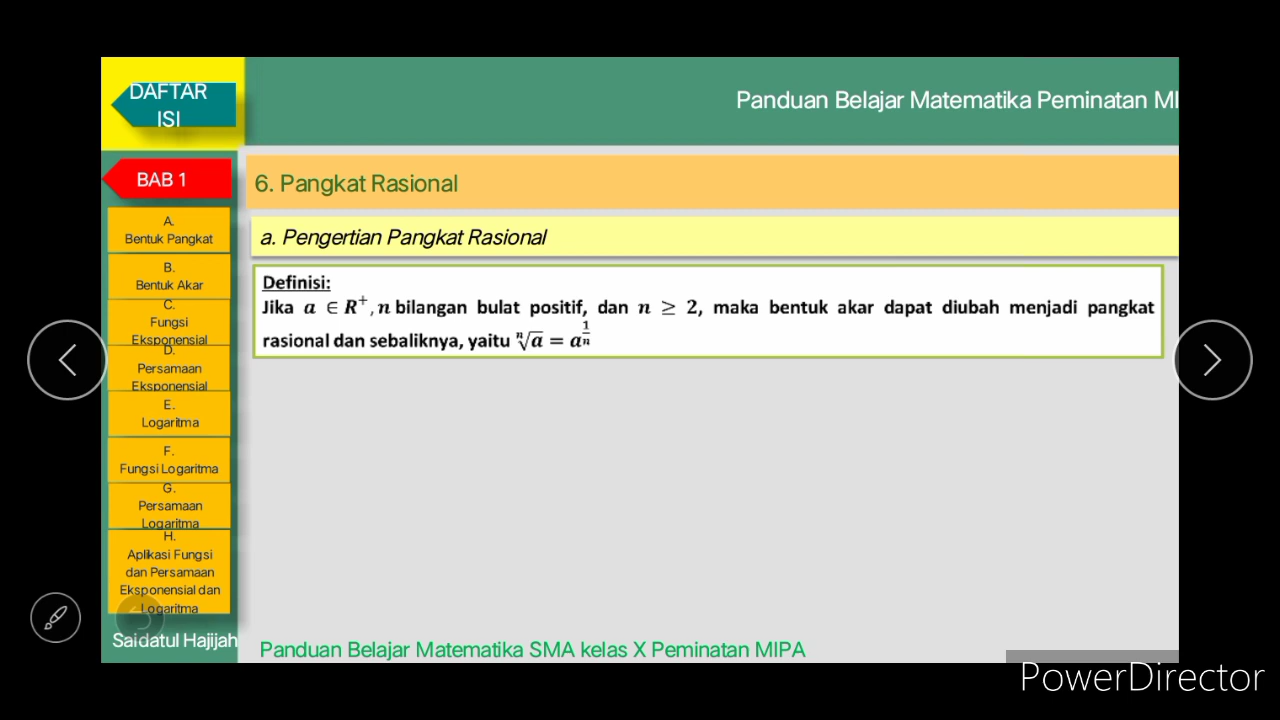 DAFTAR
ISI
Panduan Belajar Matematika Peminatan MI
BAB 1
6. Pangkat Rasional
A.
Bentuk Pangkat
a. Pengertian Pangkat Rasional
B.
Bentuk Akar
Definisi:
Jika a ∈ R⁺, n bilangan bulat positif, dan n ≥ 2, maka bentuk akar dapat diubah menjadi pangkat
rasional dan sebaliknya, yaitu ⁿ√a = a^(1/n)
C.
Fungsi
Eksponensial
D.
Persamaan
Eksponensial
E.
Logaritma
F.
Fungsi Logaritma
G.
Persamaan
Logaritma
H.
Aplikasi Fungsi
dan Persamaan
Eksponensial dan
Logaritma
Saidatul Hajijah
Panduan Belajar Matematika SMA kelas X Peminatan MIPA
PowerDirector